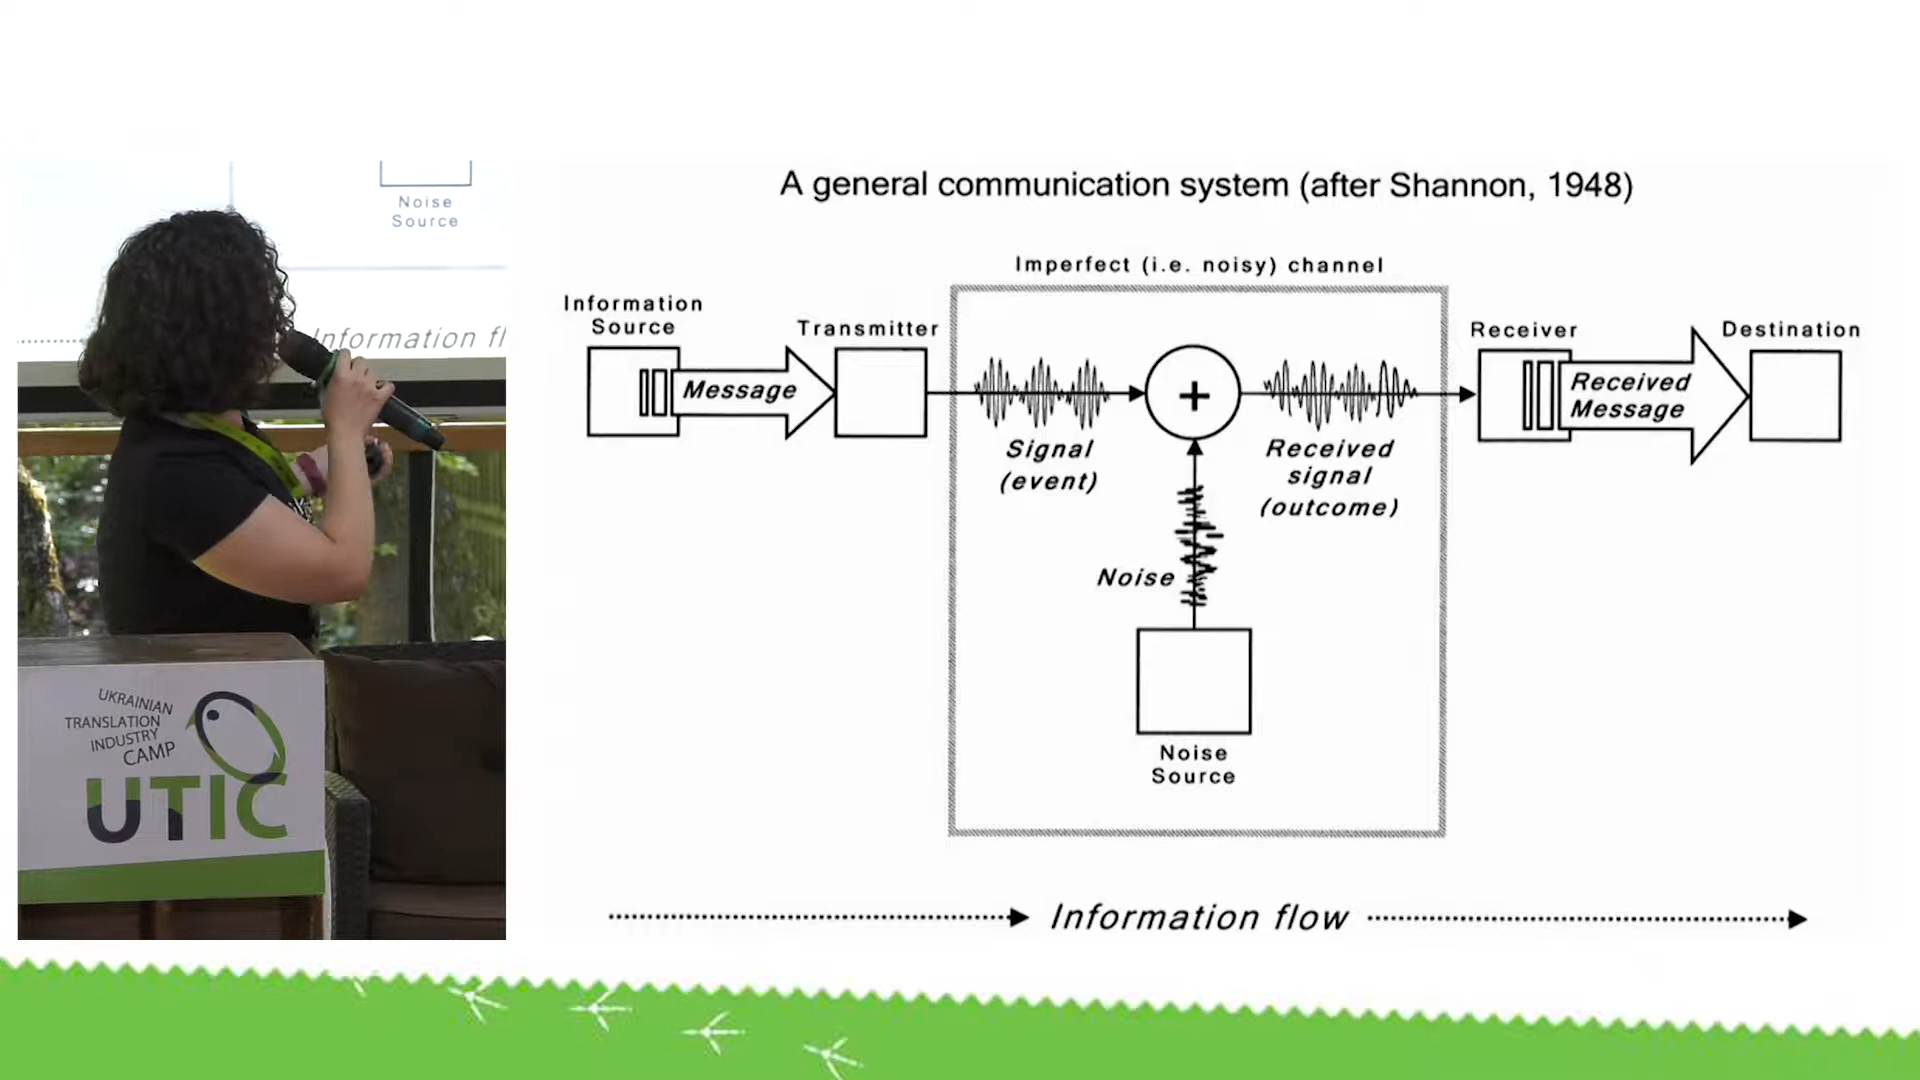 Noise
Source
Information fl
UKRAINIAN
TRANSLATION
INDUSTRY
CAMP
UTIC
A general communication system (after Shannon, 1948)
Imperfect (i.e. noisy) channel
Information
Source
Transmitter
Receiver
Destination
Message
Received
Message
Signal
(event)
+
Received
signal
(outcome)
Noise
Noise
Source
Information flow